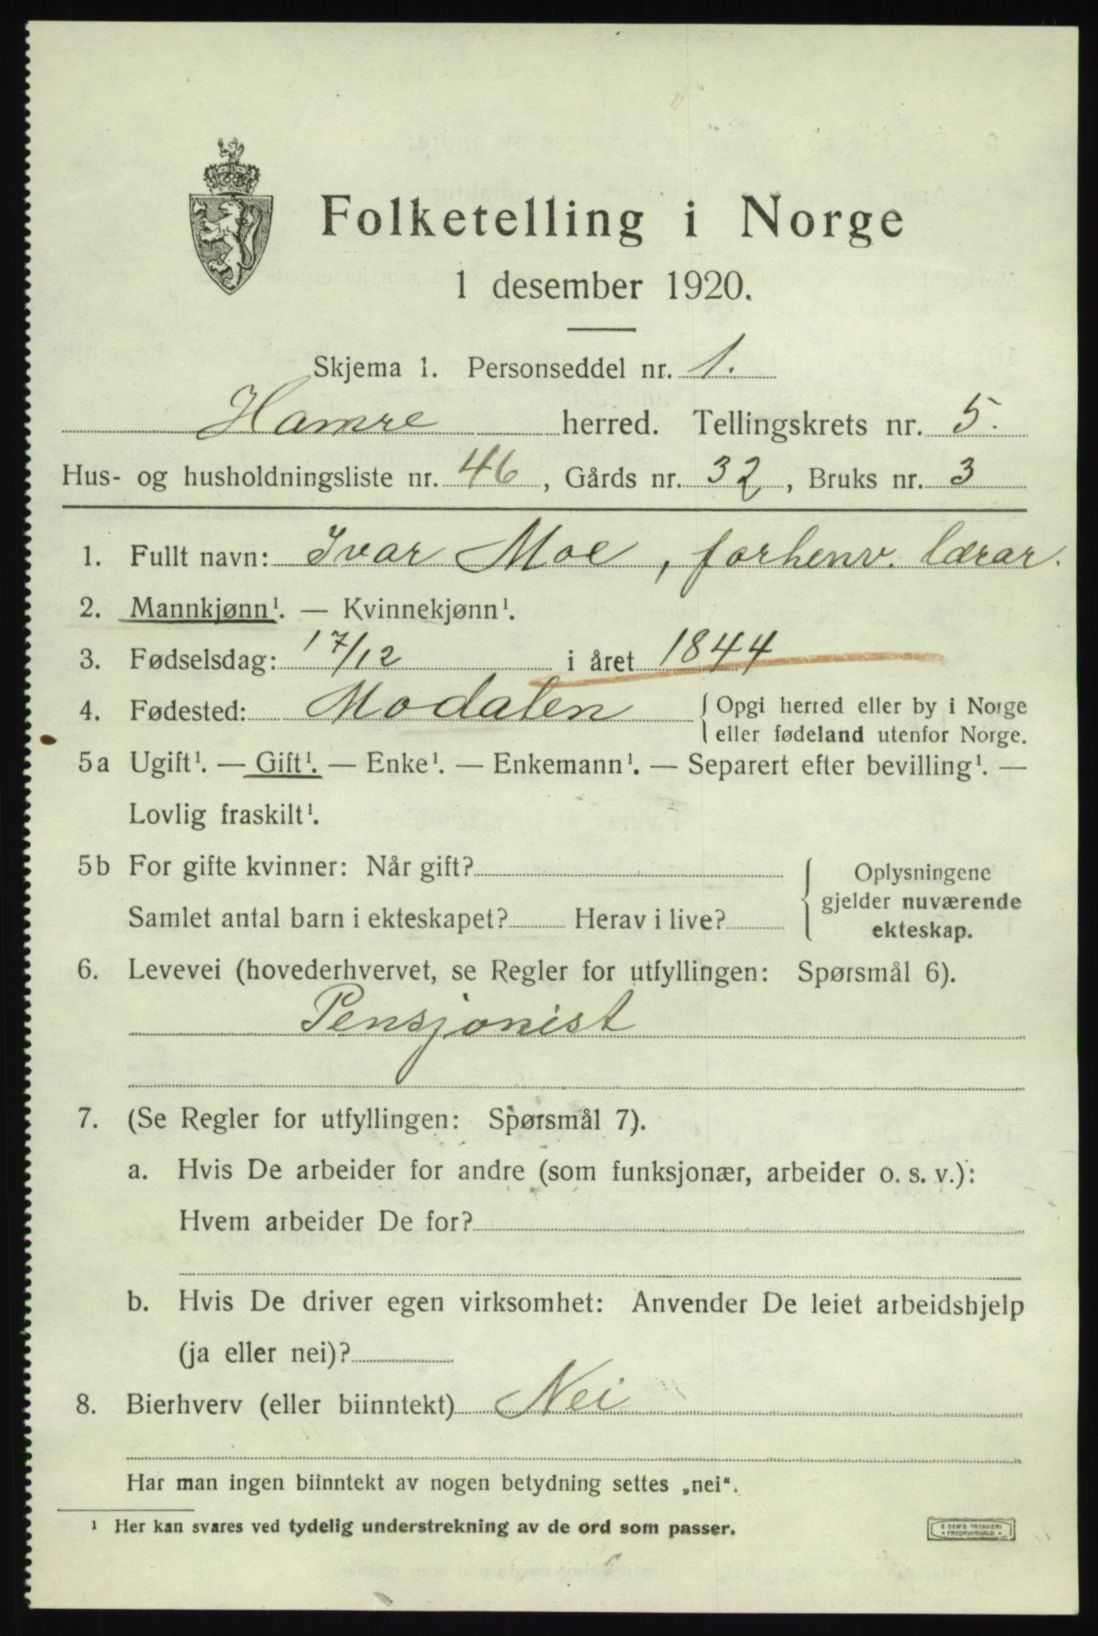 Folketelling i Norge
1 desember 1920.
Skjema 1. Personseddel nr. 1.
Hamre herred. Tellingskrets nr. 5.
Hus- og husholdningsliste nr. 46, Gårds nr. 32, Bruks nr. 3
1. Fullt navn: Ivar Moe, forhenv. lærar.
2. Mannkjønn¹. — Kvinnekjønn¹.
3. Fødselsdag: 17/12 i året 1844
4. Fødested: Modalen { Opgi herred eller by i Norge
eller fødeland utenfor Norge.
5a Ugift¹. — Gift¹. — Enke¹. — Enkemann¹. — Separert efter bevilling¹. —
Lovlig fraskilt¹.
5b For gifte kvinner: Når gift?
Samlet antal barn i ekteskapet? Herav i live?
{ Oplysningene
gjelder nuværende
ekteskap.
6. Levevei (hovederhvervet, se Regler for utfyllingen: Spørsmål 6).
Pensjonist
7. (Se Regler for utfyllingen: Spørsmål 7).
a. Hvis De arbeider for andre (som funksjonær, arbeider o. s. v.):
Hvem arbeider De for?
b. Hvis De driver egen virksomhet: Anvender De leiet arbeidshjelp
(ja eller nei)?
8. Bierhverv (eller biinntekt) Nei
Har man ingen biinntekt av nogen betydning settes „nei“.
¹ Her kan svares ved tydelig understrekning av de ord som passer.
E SEM'S TRYKKERI
FREDRIKSHALD